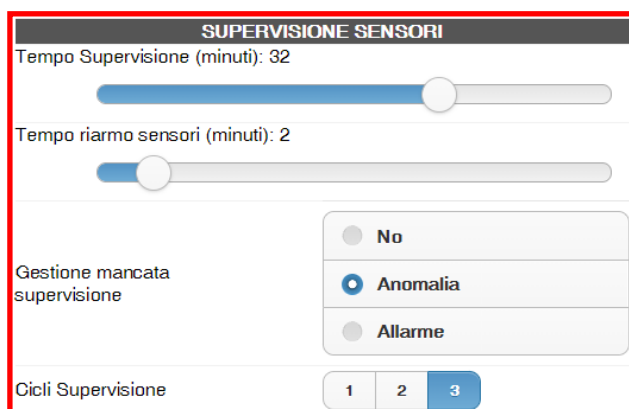 SUPERVISIONE SENSORI
Tempo Supervisione (minuti): 32
Tempo riarmo sensori (minuti): 2
No
Gestione mancata
supervisione
Anomalia
Allarme
Cicli Supervisione
1 2 3